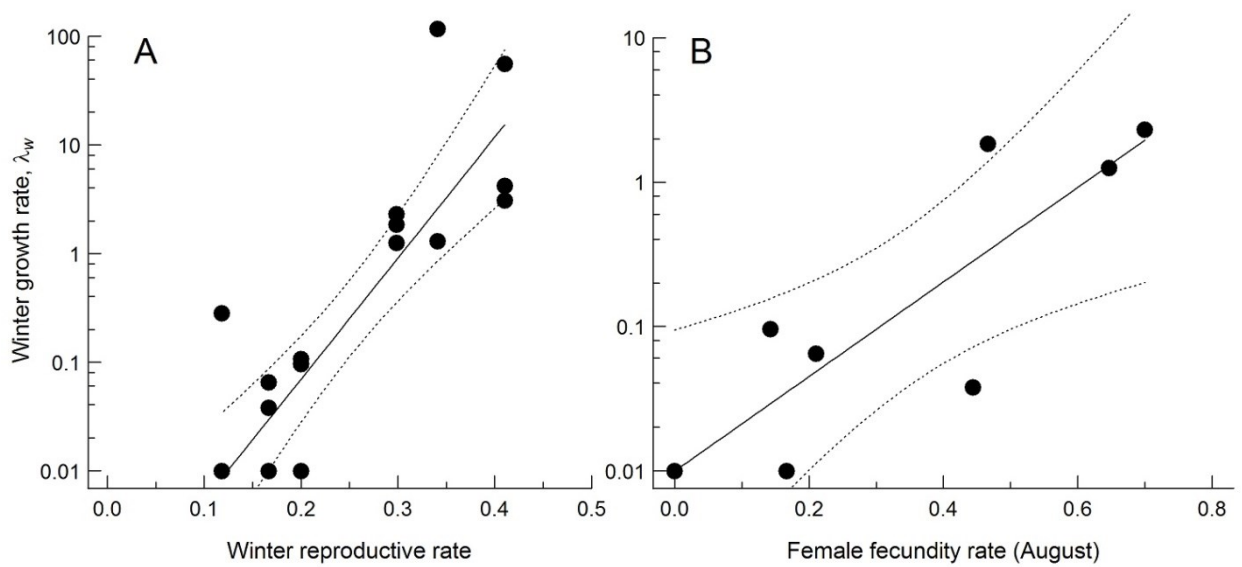 A
B
Winter growth rate, λw
100
10
1
0.1
0.01
0.0 0.1 0.2 0.3 0.4 0.5
Winter reproductive rate
10
1
0.1
0.01
0.0 0.2 0.4 0.6 0.8
Female fecundity rate (August)